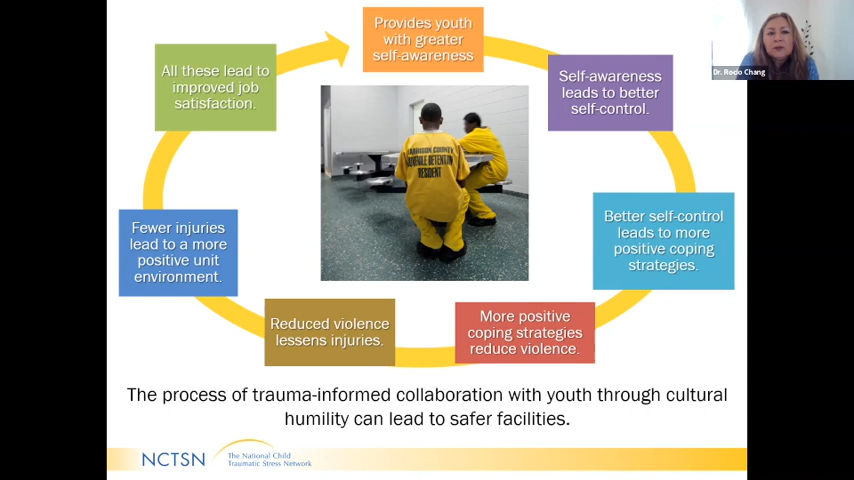 Provides youth
with greater
self-awareness
Self-awareness
leads to better
self-control.
Better self-control
leads to more
positive coping
strategies.
More positive
coping strategies
reduce violence.
Reduced violence
lessens injuries.
Fewer injuries
lead to a more
positive unit
environment.
All these lead to
improved job
satisfaction.
COUNTY
JUVENILE DETENTION
RESIDENT
The process of trauma-informed collaboration with youth through cultural
humility can lead to safer facilities.
NCTSN
The National Child
Traumatic Stress Network
Dr. Rocio Chang